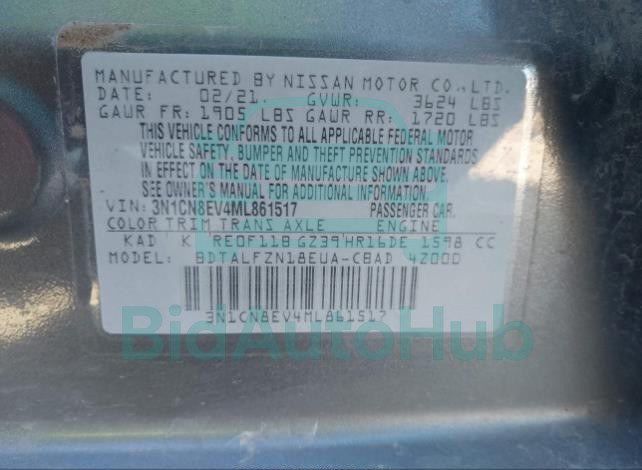 MANUFACTURED BY NISSAN MOTOR CO., LTD.
DATE: 02/21. GVWR: 3624 LBS
GAWR FR: 1905 LBS GAWR RR: 1720 LBS
THIS VEHICLE CONFORMS TO ALL APPLICABLE FEDERAL MOTOR
VEHICLE SAFETY, BUMPER AND THEFT PREVENTION STANDARDS
IN EFFECT ON THE DATE OF MANUFACTURE SHOWN ABOVE.
SEE OWNER'S MANUAL FOR ADDITIONAL INFORMATION.
VIN: 3N1CN8EV4ML861517 PASSENGER CAR.
COLOR TRIM TRANS AXLE ENGINE
KAD K RE0F11B GZ39 HR16DE 1598 CC
MODEL: BDTALFZN18EUA-CBAD 4Z000
3N1CN8EV4ML861517
BidAutoHub